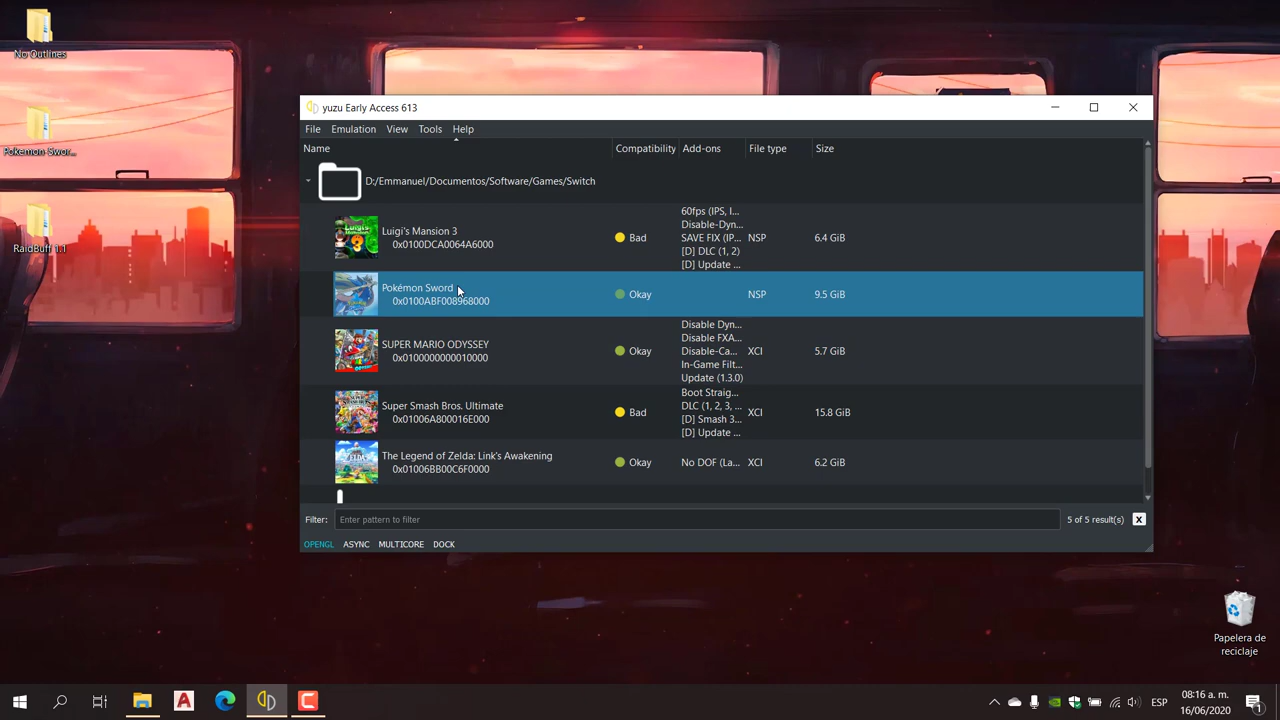 No Outlines
Pokemon-Swor...
RaidBuff 1.1
yuzu Early Access 613
File Emulation View Tools Help
Name Compatibility Add-ons File type Size
D:/Emmanuel/Documentos/Software/Games/Switch
Luigi's Mansion 3
0x0100DCA0064A6000
Bad
60fps (IPS, I...
Disable-Dyn...
SAVE FIX (IP...
[D] DLC (1, 2)
[D] Update ...
NSP
6.4 GiB
Pokémon Sword
0x0100ABF008968000
Okay
NSP
9.5 GiB
SUPER MARIO ODYSSEY
0x0100000000010000
Okay
Disable Dyn...
Disable FXA...
Disable-Ca...
In-Game Filt...
Update (1.3.0)
XCI
5.7 GiB
Super Smash Bros. Ultimate
0x01006A800016E000
Bad
Boot Straig...
DLC (1, 2, 3, ...
[D] Smash 3...
[D] Update ...
XCI
15.8 GiB
The Legend of Zelda: Link's Awakening
0x01006BB00C6F0000
Okay
No DOF (La...
XCI
6.2 GiB
Filter: Enter pattern to filter 5 of 5 result(s) X
OPENGL ASYNC MULTICORE DOCK
Papelera de
reciclaje
ESP
08:16 a. m.
16/06/2020
1